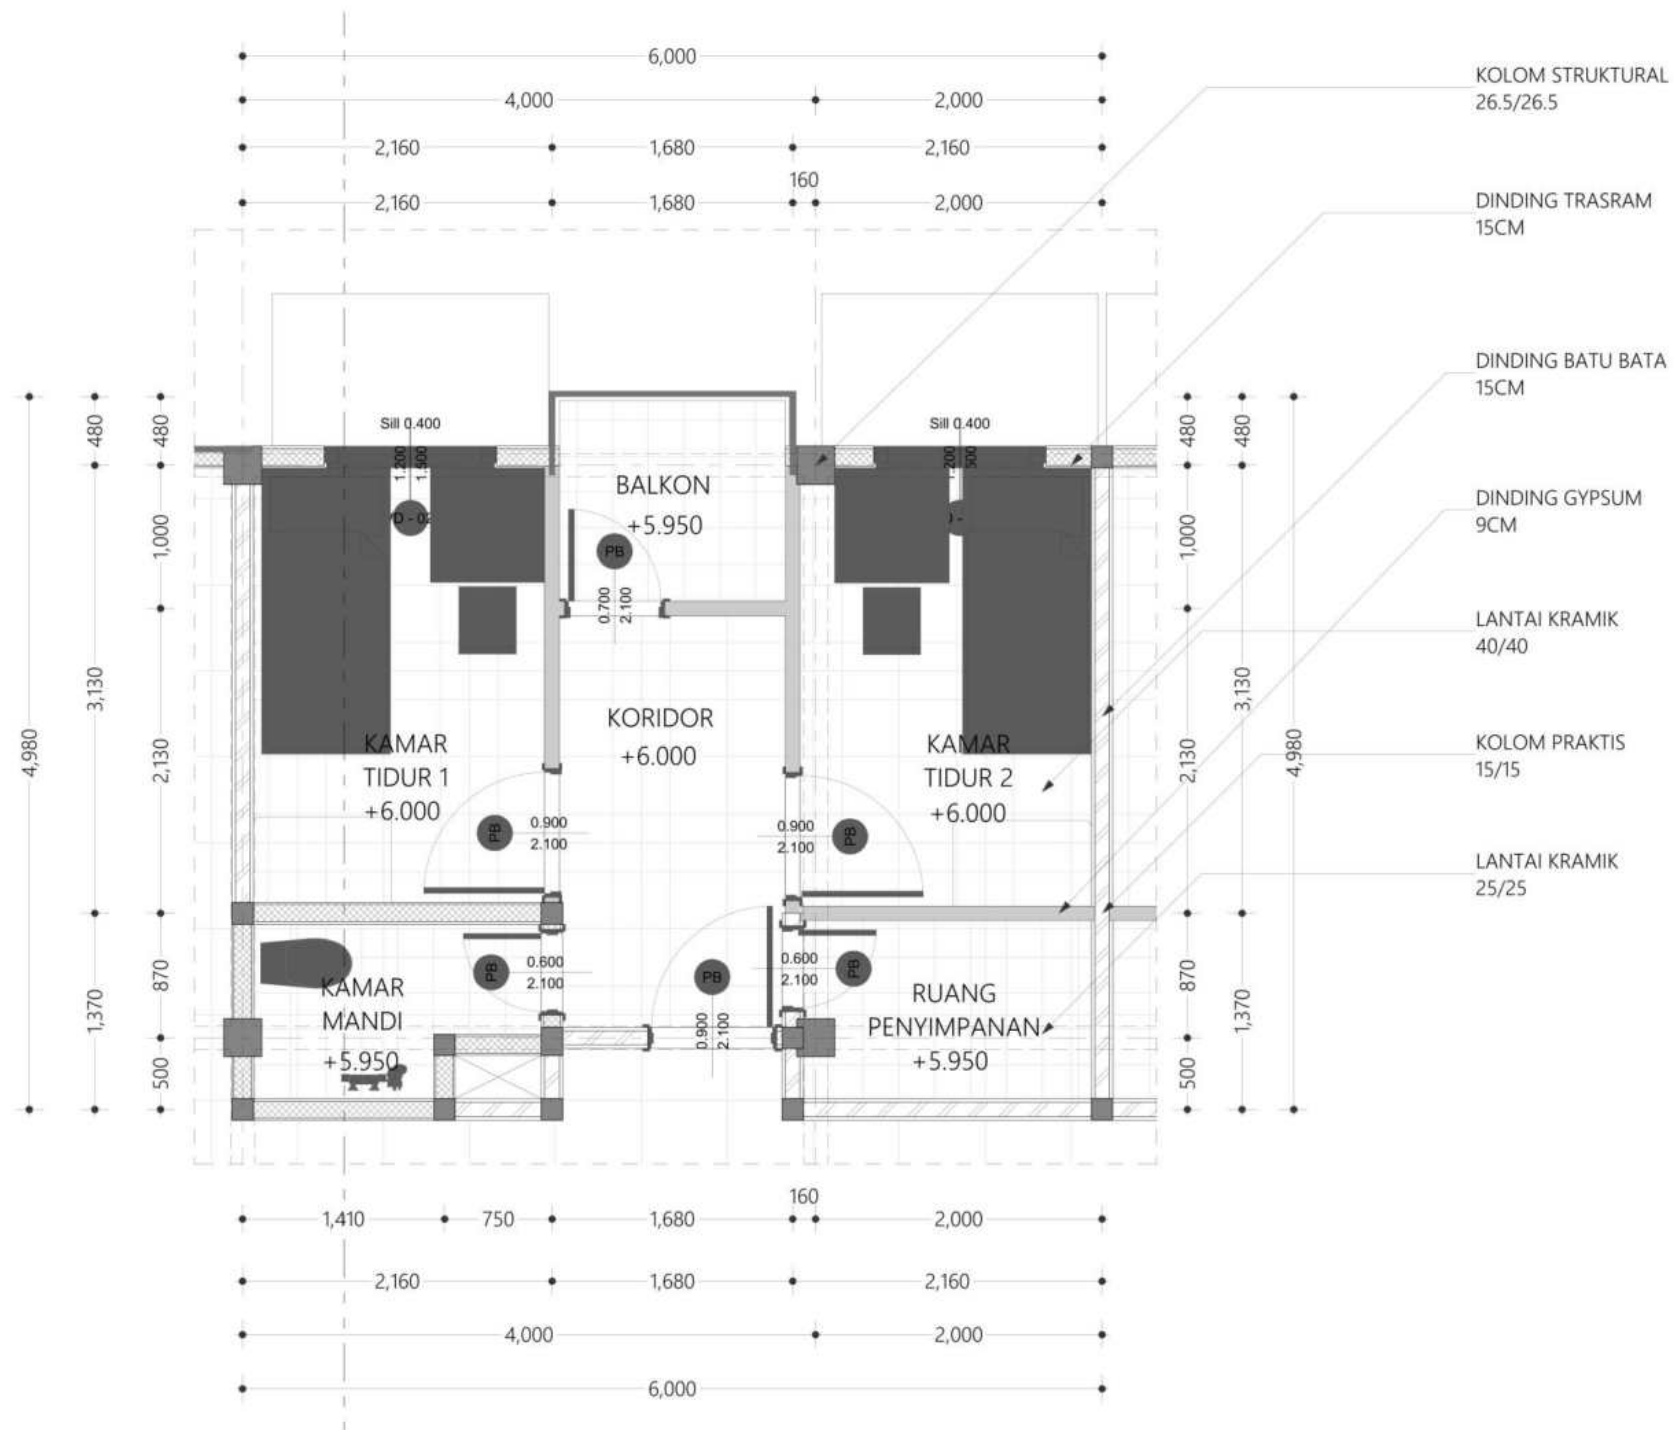 6,000
4,000 2,000
2,160 1,680 2,160
160
2,160 1,680 2,000
KOLOM STRUKTURAL
26.5/26.5
DINDING TRASRAM
15CM
DINDING BATU BATA
15CM
DINDING GYPSUM
9CM
LANTAI KRAMIK
40/40
KOLOM PRAKTIS
15/15
LANTAI KRAMIK
25/25
4,980
480
3,130
1,370
480
1,000
2,130
870
500
Sill 0.400
1.200
1.500
Sill 0.400
BALKON
+5.950
PB
0.700
2.100
KORIDOR
+6.000
KAMAR
TIDUR 1
+6.000
PB
0.900
2.100
KAMAR
TIDUR 2
+6.000
0.900
2.100
PB
KAMAR
MANDI
+5.950
PB
0.600
2.100
PB
0.900
2.100
0.600
2.100
PB
RUANG
PENYIMPANAN
+5.950
480
1,000
2,130
870
500
480
3,130
1,370
4,980
160
1,410 750 1,680 2,000
2,160 1,680 2,160
4,000 2,000
6,000